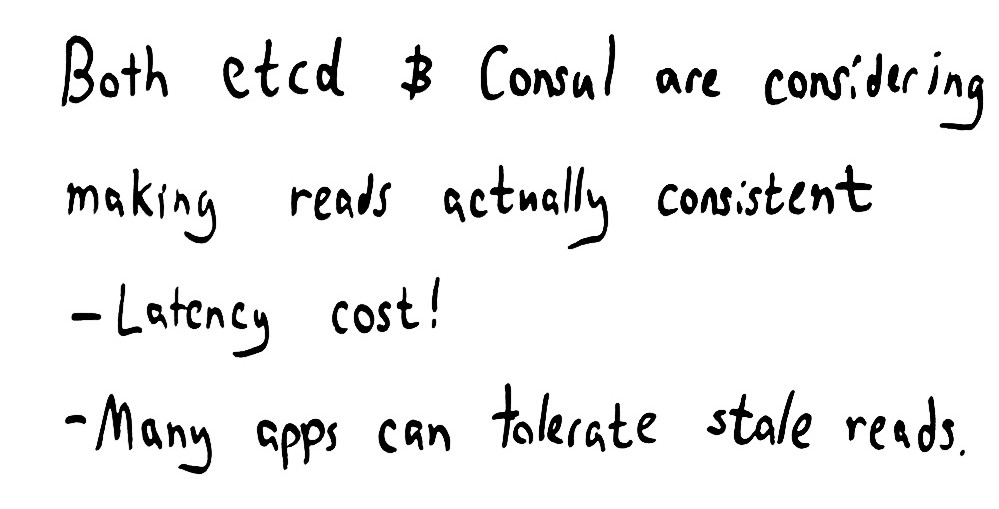 Both etcd & Consul are considering
making reads actually consistent
- Latency cost!
- Many apps can tolerate stale reads.